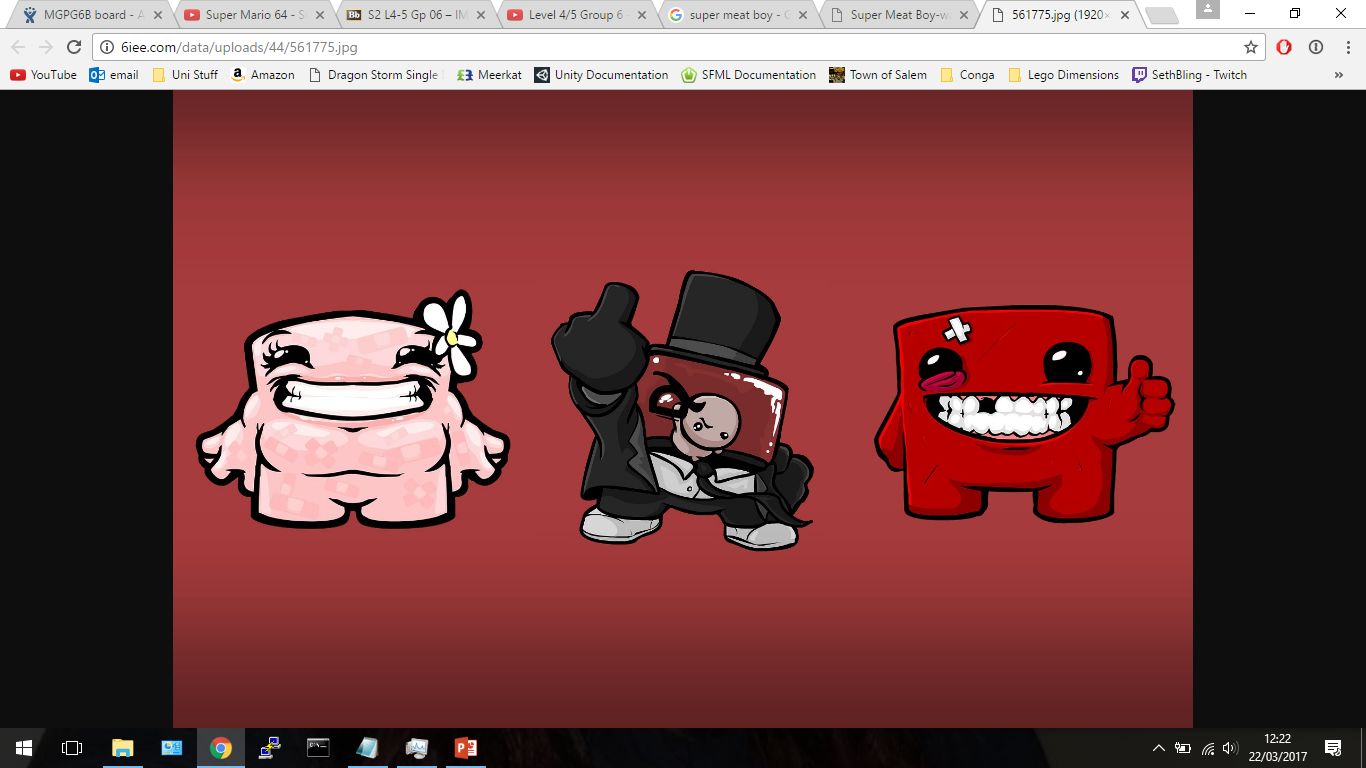 MGPG6B board - A
Super Mario 64 - S
Bb S2 L4-5 Gp 06 – IM
Level 4/5 Group 6
super meat boy - G
Super Meat Boy-w
561775.jpg (1920×
6iee.com/data/uploads/44/561775.jpg
YouTube email Uni Stuff Amazon Dragon Storm Single Meerkat Unity Documentation SFML Documentation Town of Salem Conga Lego Dimensions SethBling - Twitch »
12:22
22/03/2017